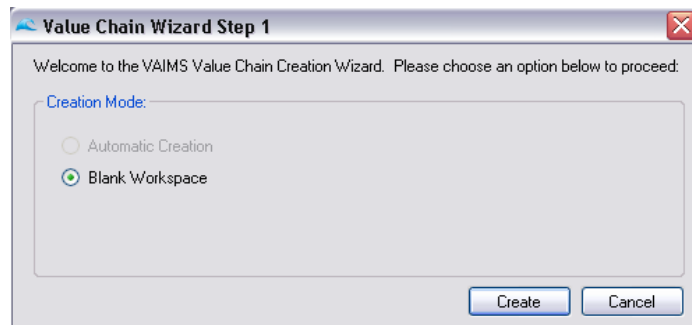 Value Chain Wizard Step 1
Welcome to the VAIMS Value Chain Creation Wizard.  Please choose an option below to proceed:
Creation Mode:
Automatic Creation
Blank Workspace
Create
Cancel